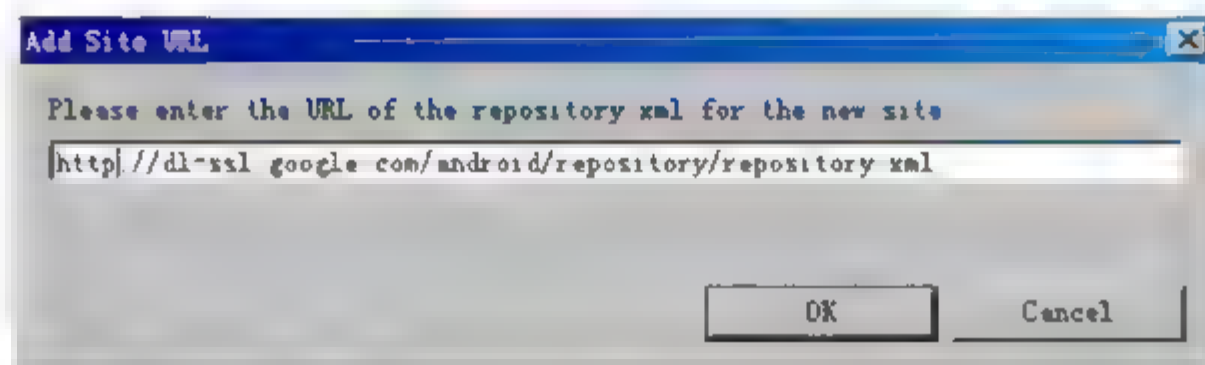 Add Site URL
Please enter the URL of the repository xml for the new site
http://dl-ssl google com/android/repository/repository xml
OK
Cancel